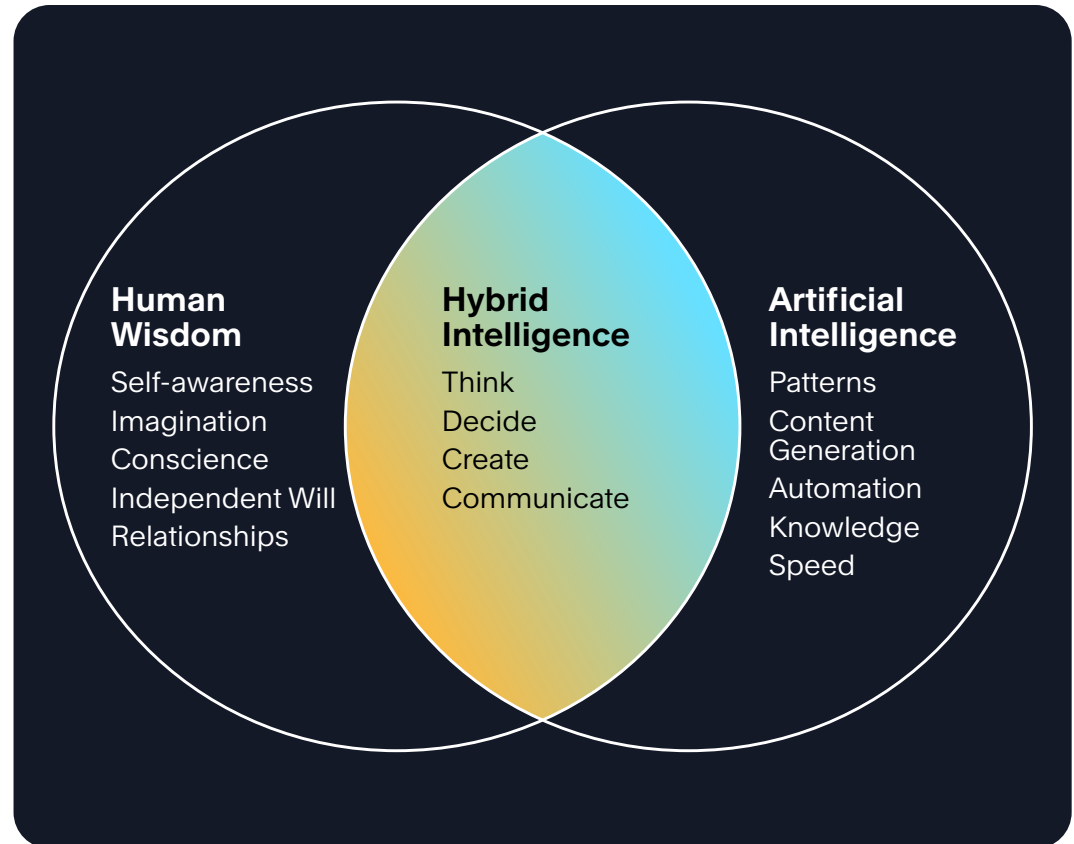 Human
Wisdom
Self-awareness
Imagination
Conscience
Independent Will
Relationships
Hybrid
Intelligence
Think
Decide
Create
Communicate
Artificial
Intelligence
Patterns
Content
Generation
Automation
Knowledge
Speed